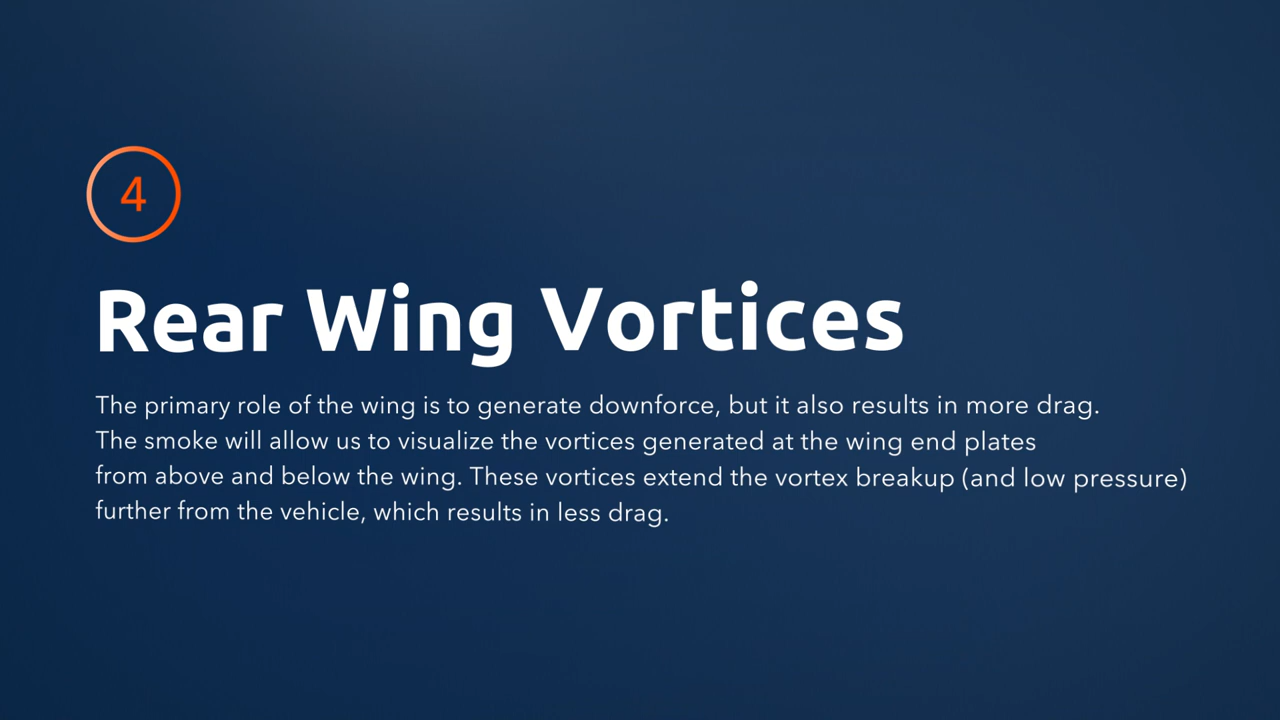 4
Rear Wing Vortices
The primary role of the wing is to generate downforce, but it also results in more drag.
The smoke will allow us to visualize the vortices generated at the wing end plates
from above and below the wing. These vortices extend the vortex breakup (and low pressure)
further from the vehicle, which results in less drag.